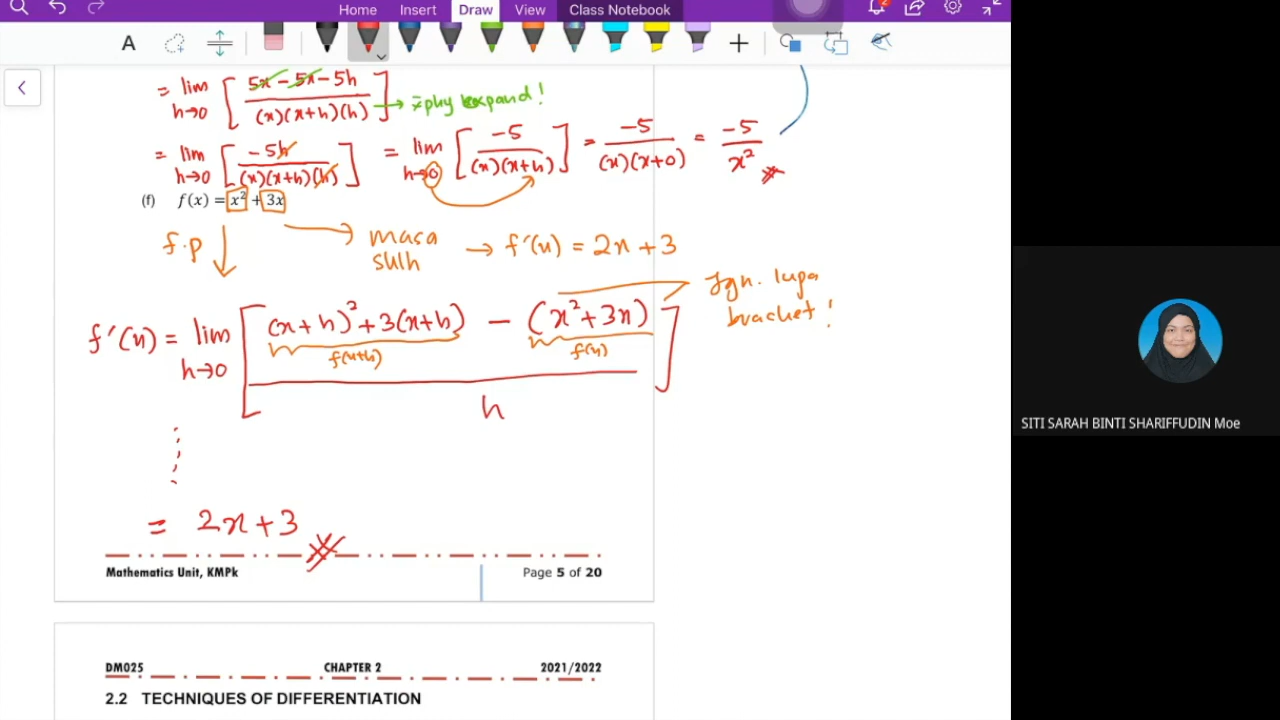 Home Insert Draw View Class Notebook
2
A
= lim h→0 [ 5x - 5x - 5h / (x)(x+h)(h) ] → x̄ phy expand!
= lim h→0 [ -5h / (x)(x+h)(h) ] = lim h→0 [ -5 / (x)(x+h) ] = -5 / (x)(x+0) = -5 / x²
(f) f(x) = x² + 3x
f.p
masa sulh → f'(x) = 2x + 3
Jgn. lupa bracket!
f'(x) = lim h→0 [ (x+h)² + 3(x+h) - (x² + 3x) / h ]
f(x+h) f(x)
= 2x + 3
Mathematics Unit, KMPk Page 5 of 20
DM025 CHAPTER 2 2021/2022
2.2 TECHNIQUES OF DIFFERENTIATION
SITI SARAH BINTI SHARIFFUDIN Moe